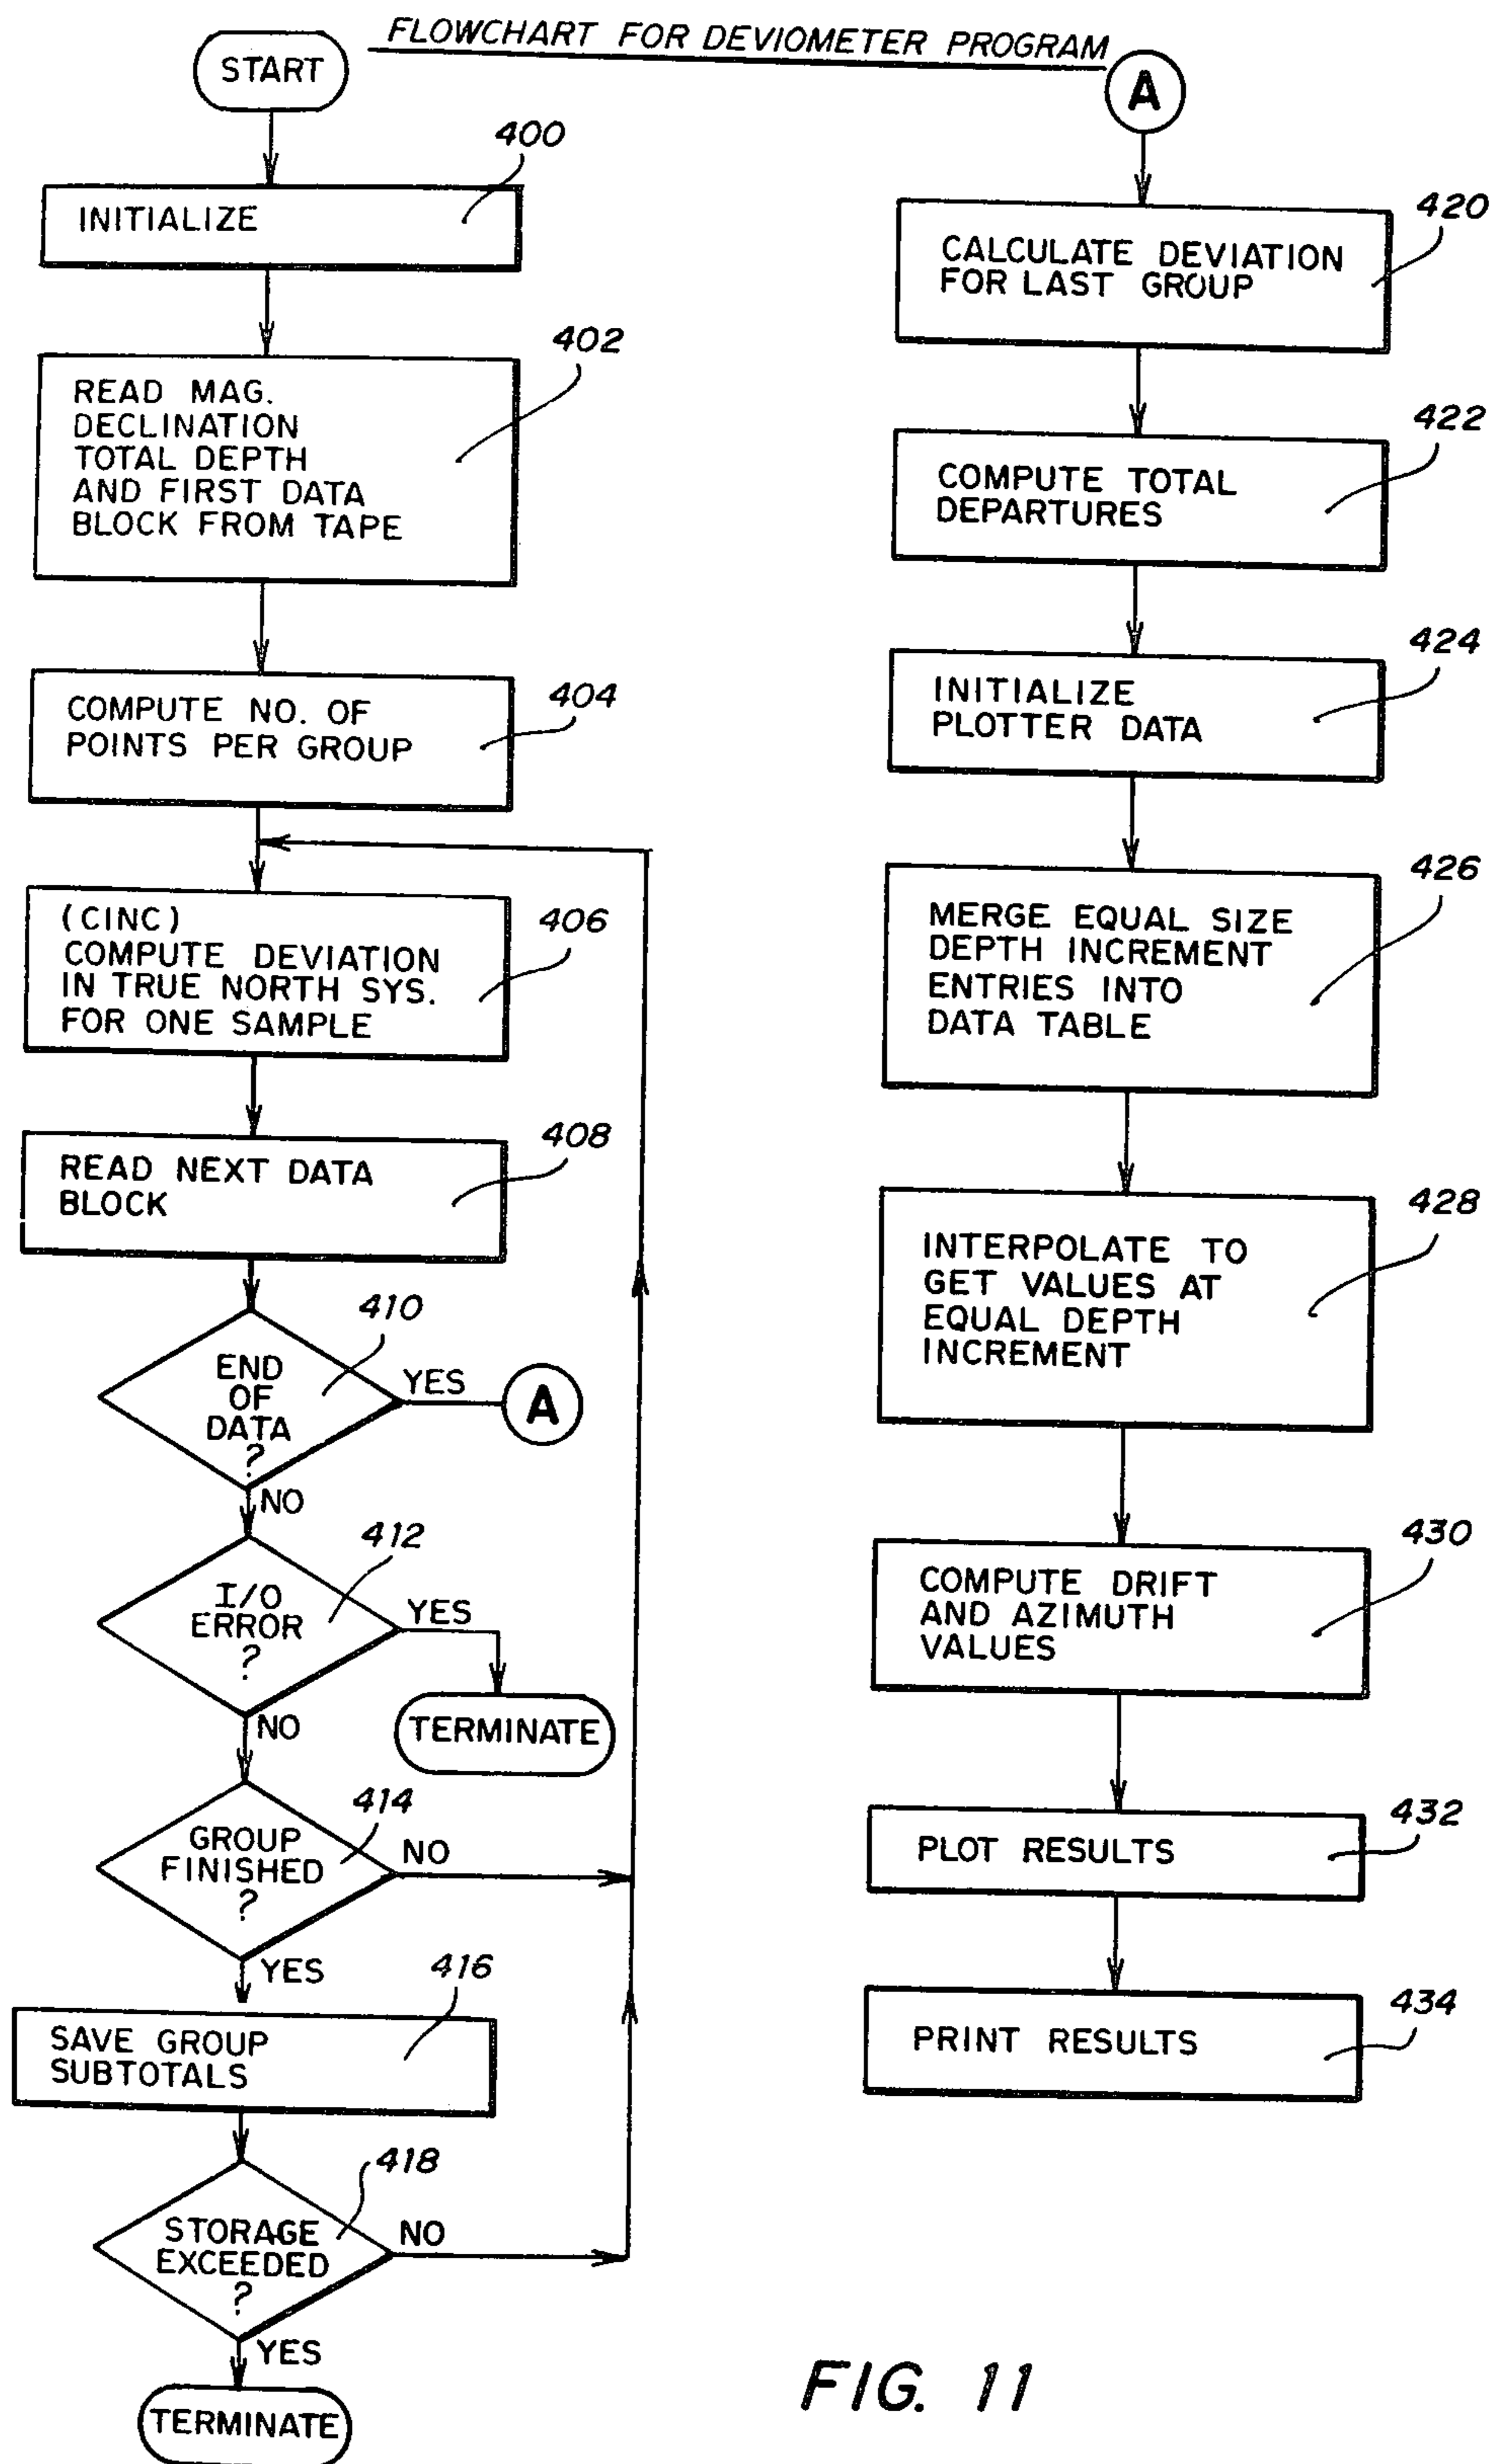 FLOWCHART FOR DEVIOMETER PROGRAM
START
400
INITIALIZE
402
READ MAG.
DECLINATION
TOTAL DEPTH
AND FIRST DATA
BLOCK FROM TAPE
404
COMPUTE NO. OF
POINTS PER GROUP
406
(CINC)
COMPUTE DEVIATION
IN TRUE NORTH SYS.
FOR ONE SAMPLE
408
READ NEXT DATA
BLOCK
410
END
OF
DATA
?
YES
A
NO
412
I/O
ERROR
?
YES
TERMINATE
NO
414
GROUP
FINISHED
?
NO
YES
416
SAVE GROUP
SUBTOTALS
418
STORAGE
EXCEEDED
?
NO
YES
TERMINATE
A
420
CALCULATE DEVIATION
FOR LAST GROUP
422
COMPUTE TOTAL
DEPARTURES
424
INITIALIZE
PLOTTER DATA
426
MERGE EQUAL SIZE
DEPTH INCREMENT
ENTRIES INTO
DATA TABLE
428
INTERPOLATE TO
GET VALUES AT
EQUAL DEPTH
INCREMENT
430
COMPUTE DRIFT
AND AZIMUTH
VALUES
432
PLOT RESULTS
434
PRINT RESULTS
FIG. 11